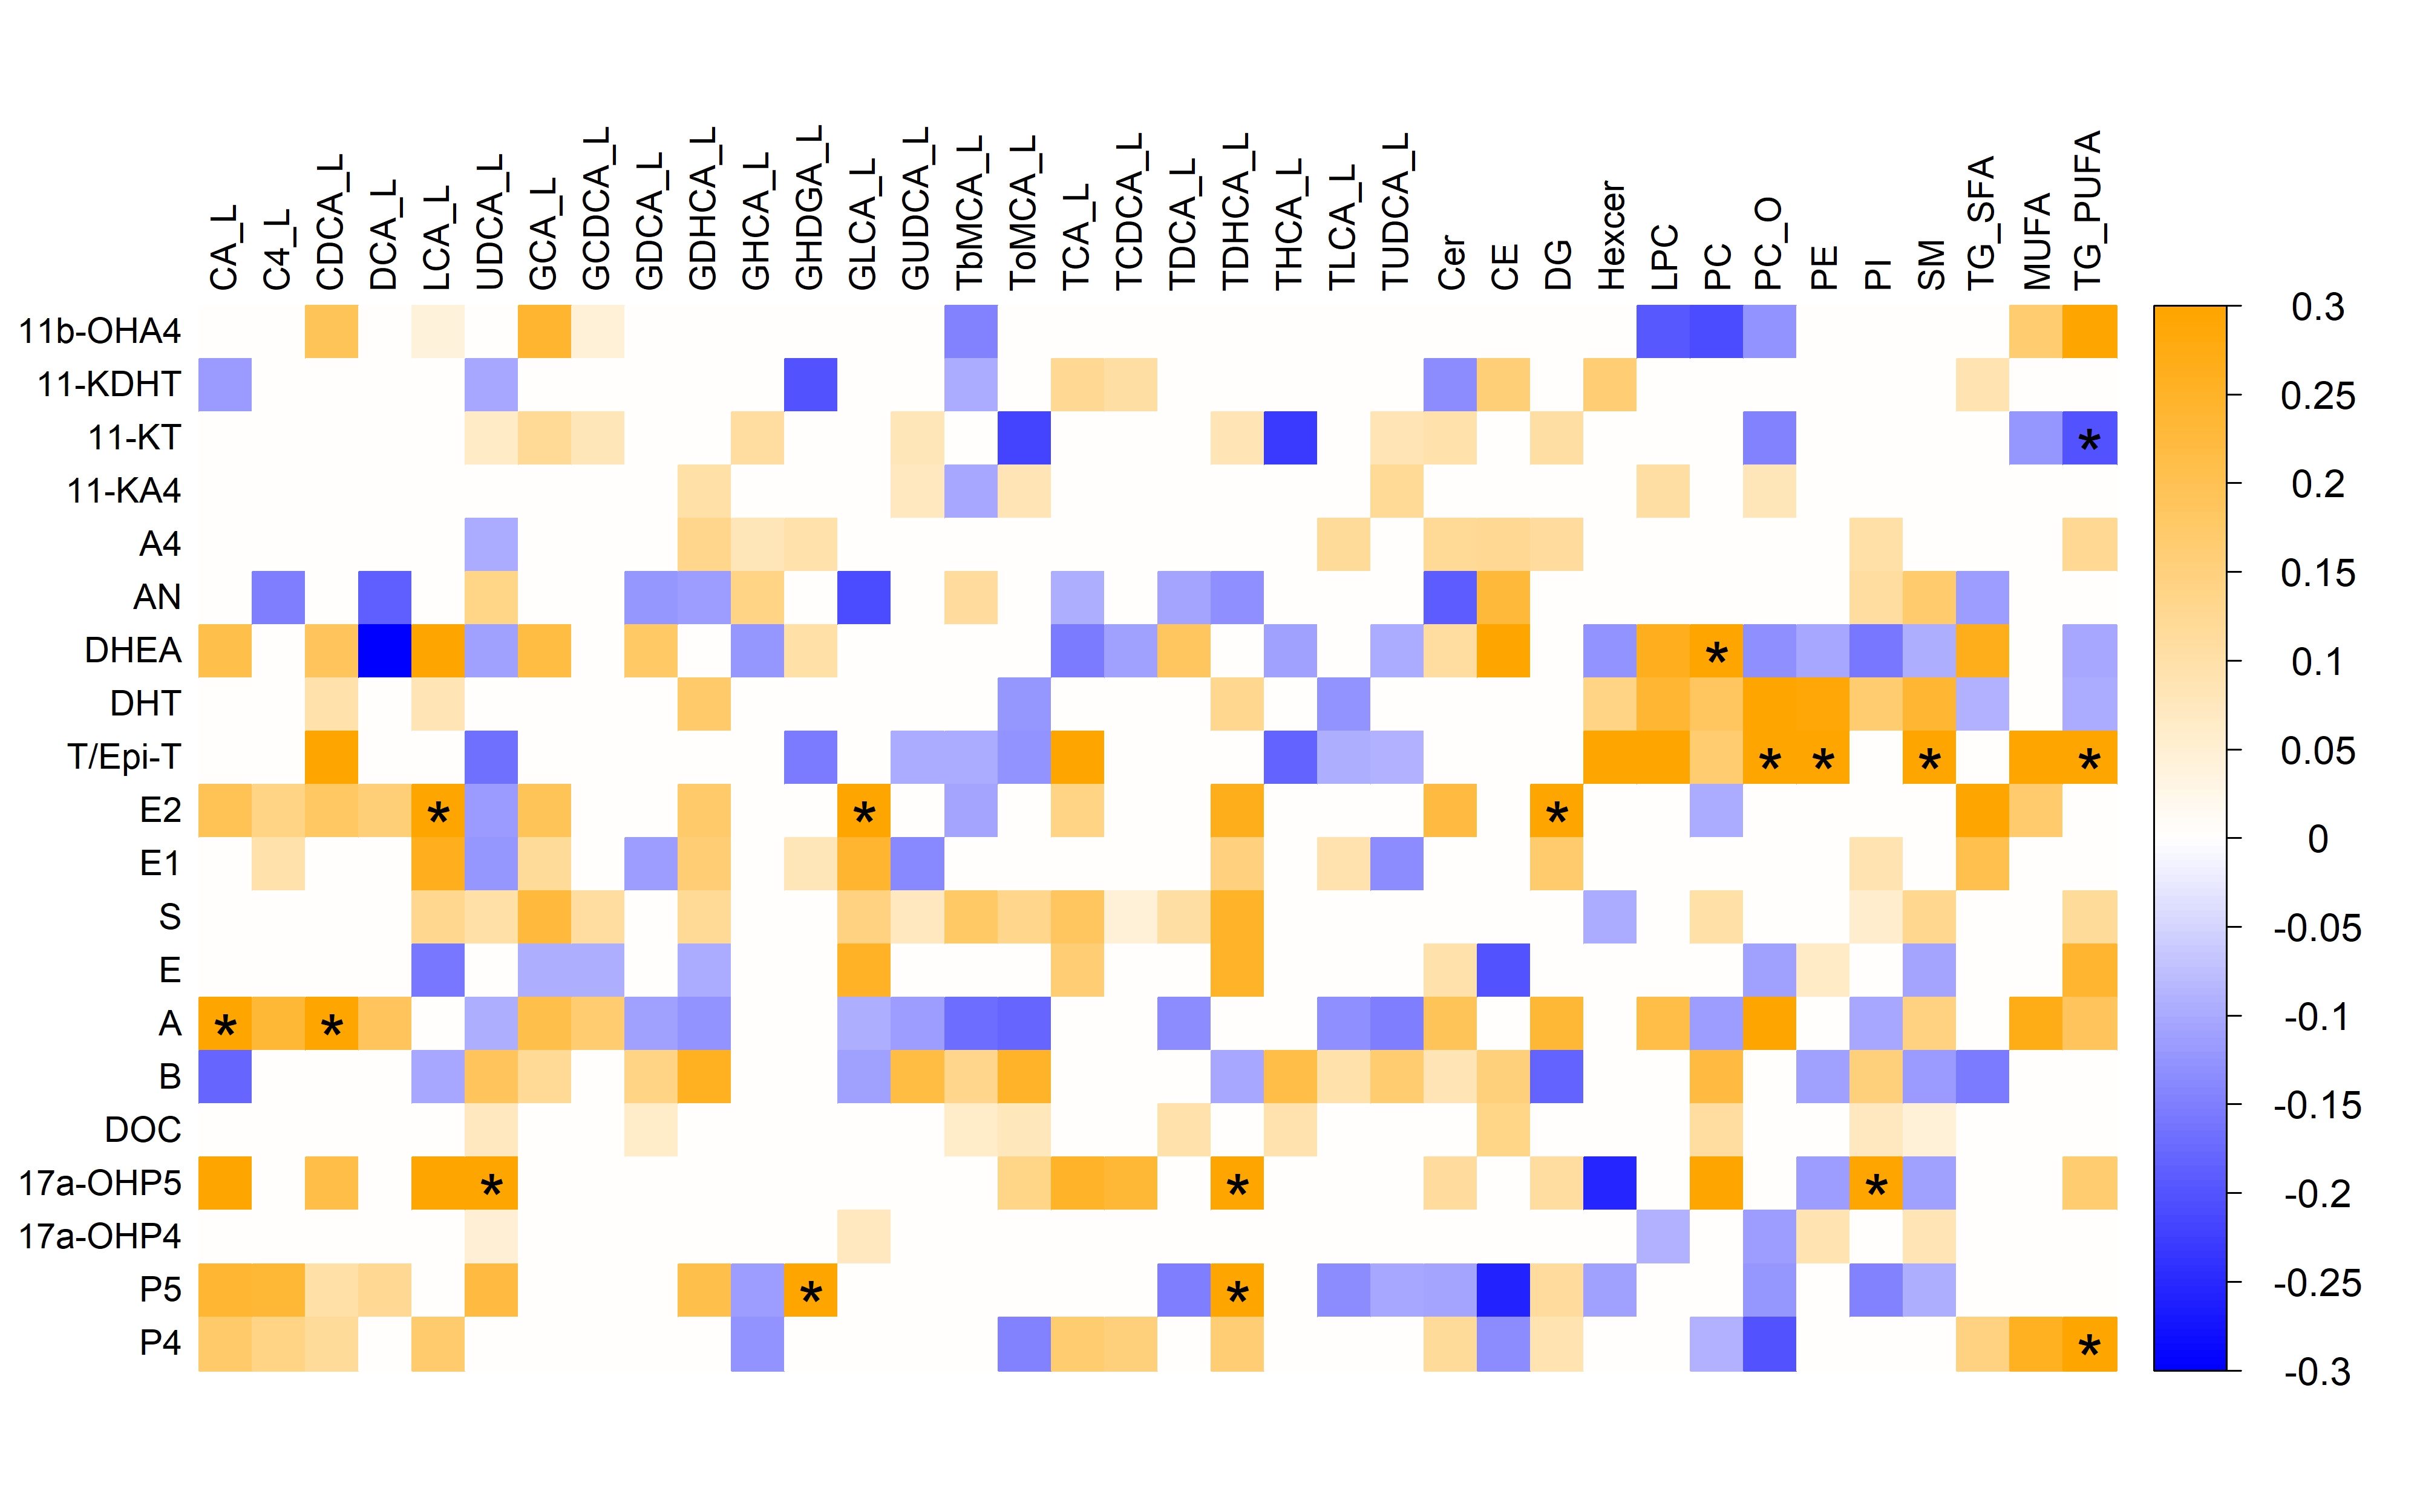 CA_L
C4_L
CDCA_L
DCA_L
LCA_L
UDCA_L
GCA_L
GCDCA_L
GDCA_L
GDHCA_L
GHCA_L
GHDGA_L
GLCA_L
GUDCA_L
TbMCA_L
ToMCA_L
TCA_L
TCDCA_L
TDCA_L
TDHCA_L
THCA_L
TLCA_L
TUDCA_L
Cer
CE
DG
Hexcer
LPC
PC
PC_O
PE
PI
SM
TG_SFA
MUFA
TG_PUFA
11b-OHA4
11-KDHT
11-KT
*
11-KA4
A4
AN
DHEA
*
DHT
T/Epi-T
* * * *
E2
* * *
E1
S
E
A
* *
B
DOC
17a-OHP5
* * *
17a-OHP4
P5
* *
P4
*
0.3
0.25
0.2
0.15
0.1
0.05
0
-0.05
-0.1
-0.15
-0.2
-0.25
-0.3